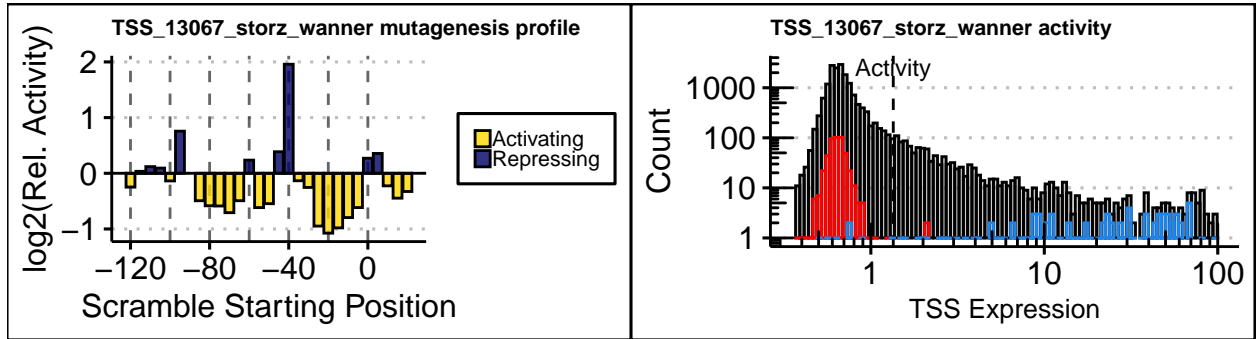 TSS_13067_storz_wanner mutagenesis profile
log2(Rel. Activity)
2
1
0
−1
−120
−80
−40
0
Scramble Starting Position
Activating
Repressing
TSS_13067_storz_wanner activity
Activity
Count
1000
100
10
1
1
10
100
TSS Expression